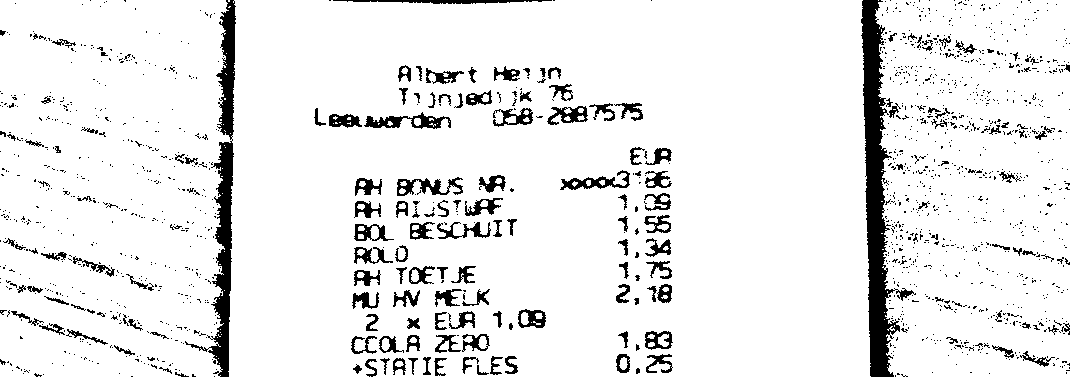 Albert Heijn
Tijnjedijk 76
Leeuwarden 058-2887575
EUR
AH BONUS NR. xxxx3186
AH RIJSTWAF 1,09
BOL BESCHUIT 1,55
ROLO 1,34
AH TOETJE 1,75
MU HV MELK 2,18
2 x EUR 1,09
CCOLA ZERO 1,83
+STATIE FLES 0,25